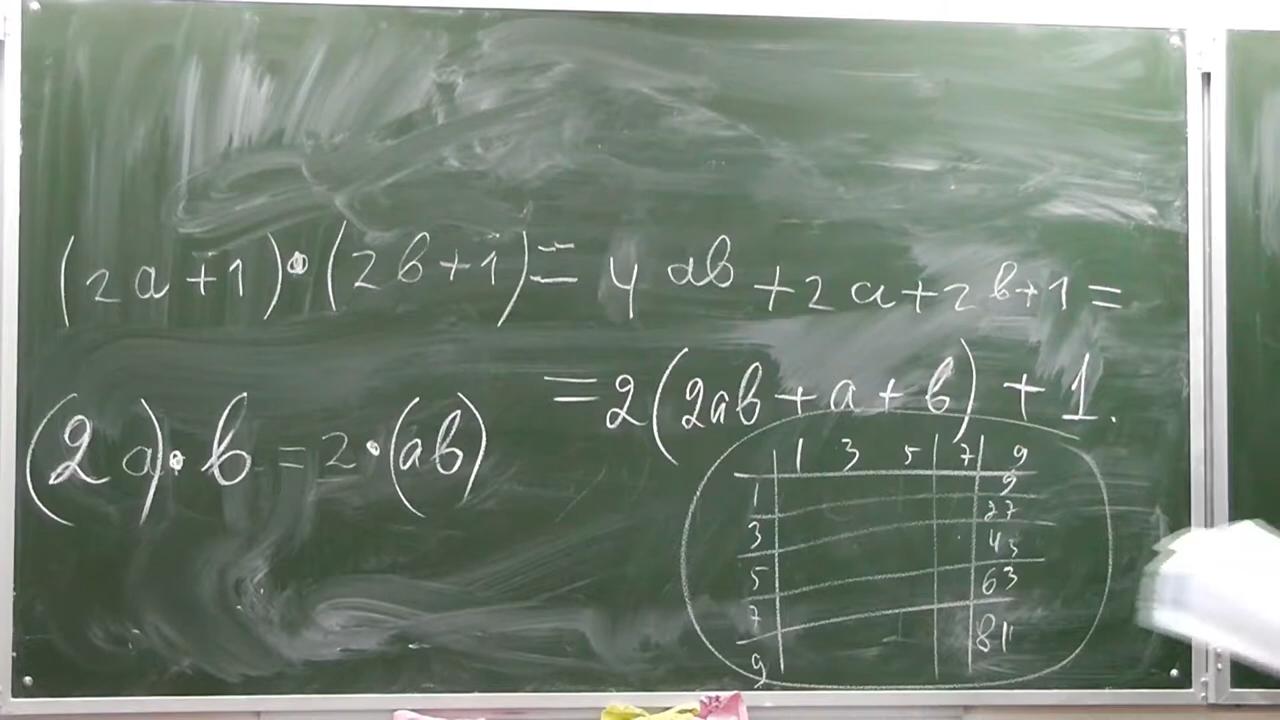 (2a+1)•(2b+1)= 4ab+2a+2b+1=
=2(2ab+a+b)+1.
(2a)•b=2•(ab)
1 3 5 7 9
1 9
3 27
5 45
7 63
9 81